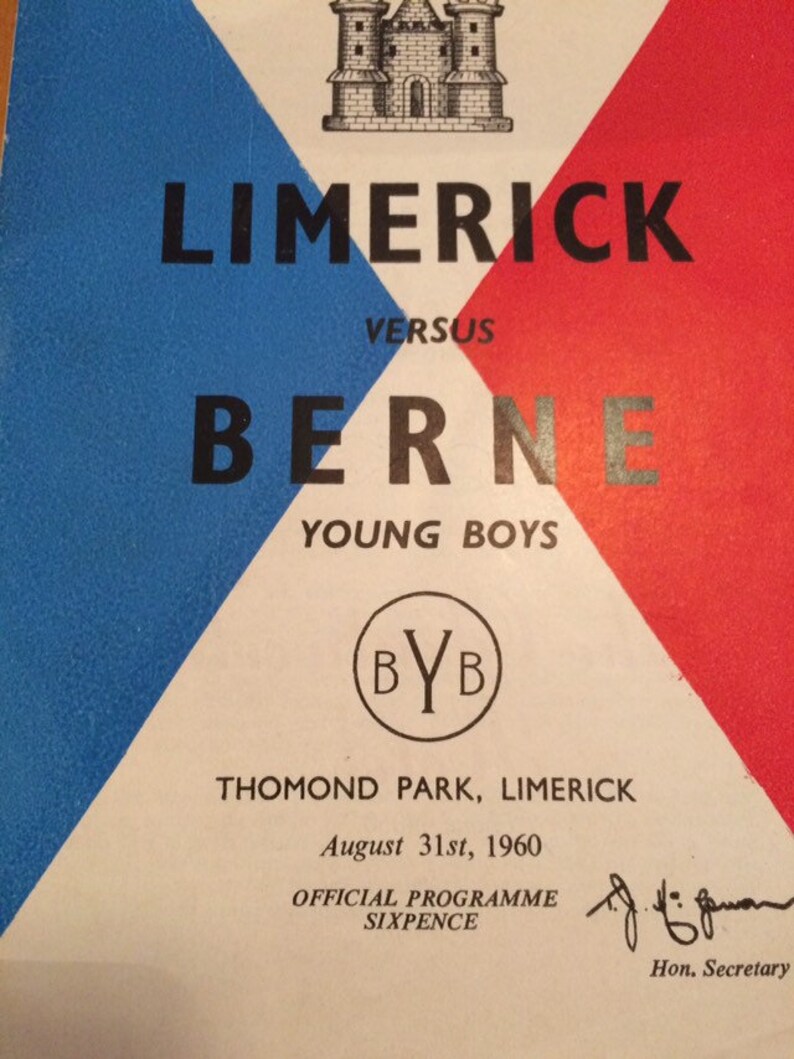 LIMERICK
VERSUS
BERNE
YOUNG BOYS
BYB
THOMOND PARK, LIMERICK
August 31st, 1960
OFFICIAL PROGRAMME
SIXPENCE
Hon. Secretary